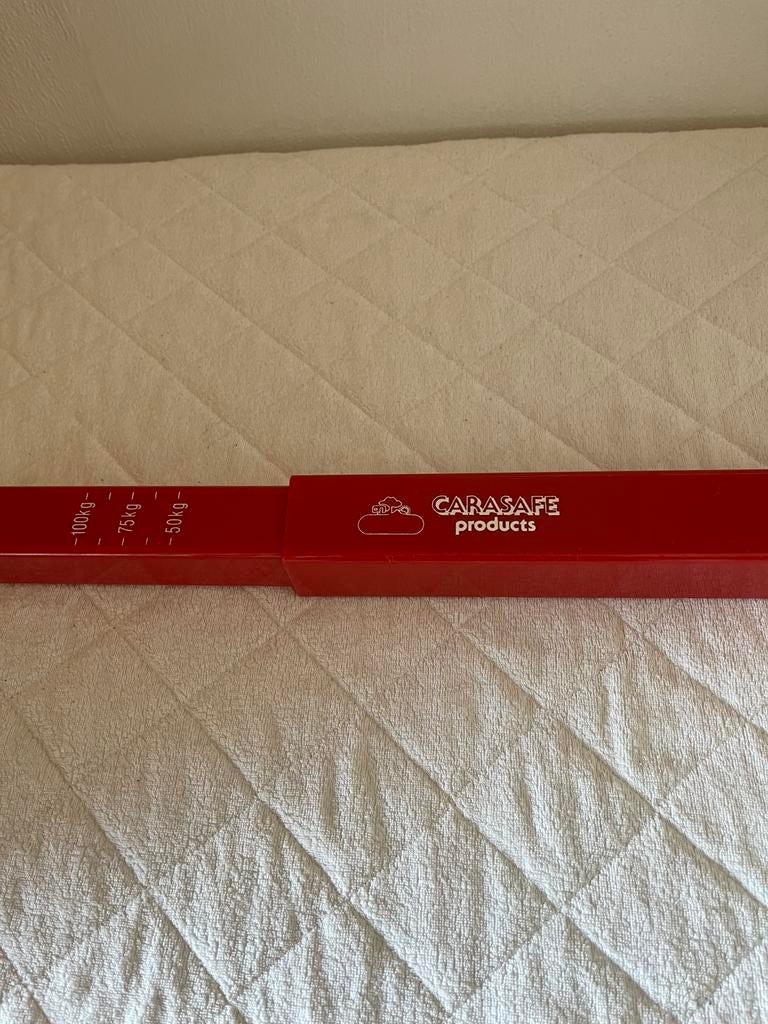 100kg
75kg
50kg
CARASAFE
products